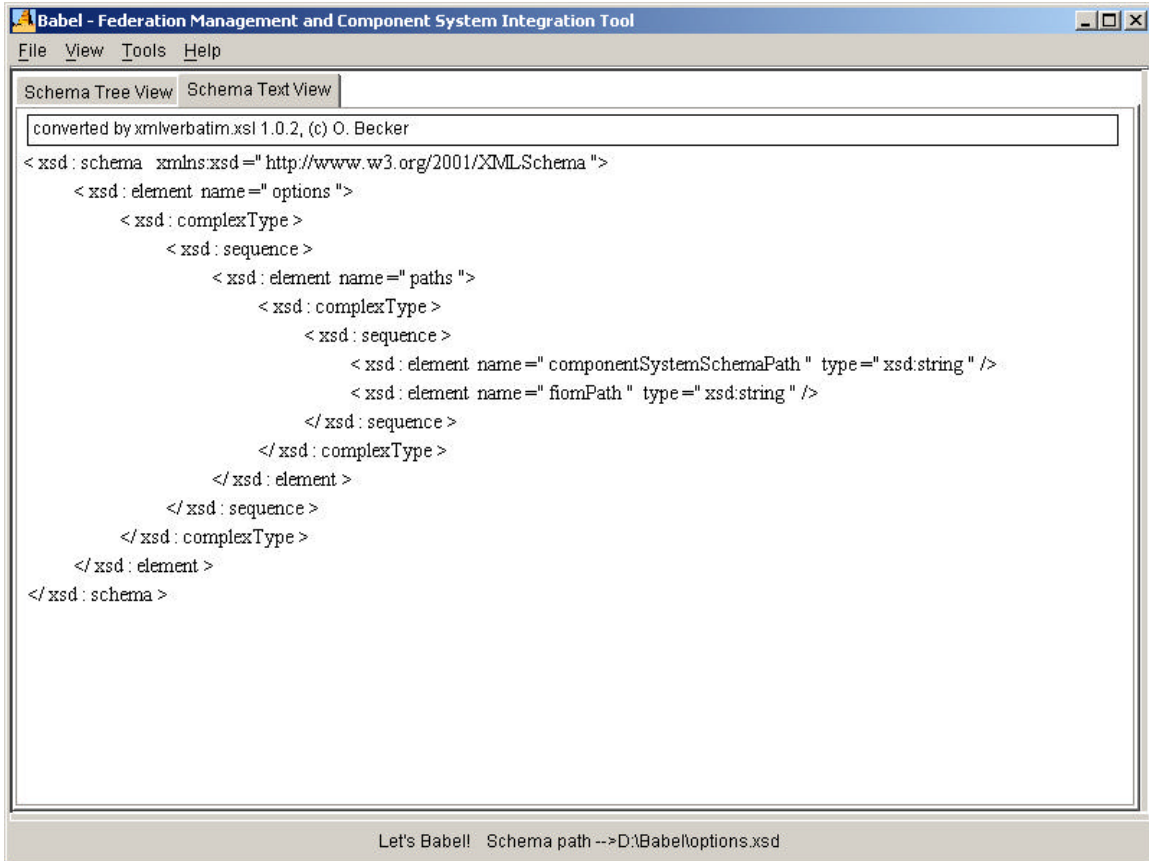 Babel - Federation Management and Component System Integration Tool
File View Tools Help
Schema Tree View Schema Text View
converted by xmlverbatim.xsl 1.0.2, (c) O. Becker
< xsd : schema xmlns:xsd =" http://www.w3.org/2001/XMLSchema ">
< xsd : element name =" options ">
< xsd : complexType >
< xsd : sequence >
< xsd : element name =" paths ">
< xsd : complexType >
< xsd : sequence >
< xsd : element name =" componentSystemSchemaPath " type =" xsd:string " />
< xsd : element name =" fiomPath " type =" xsd:string " />
</ xsd : sequence >
</ xsd : complexType >
</ xsd : element >
</ xsd : sequence >
</ xsd : complexType >
</ xsd : element >
</ xsd : schema >
Let's Babel! Schema path -->D:\Babel\options.xsd